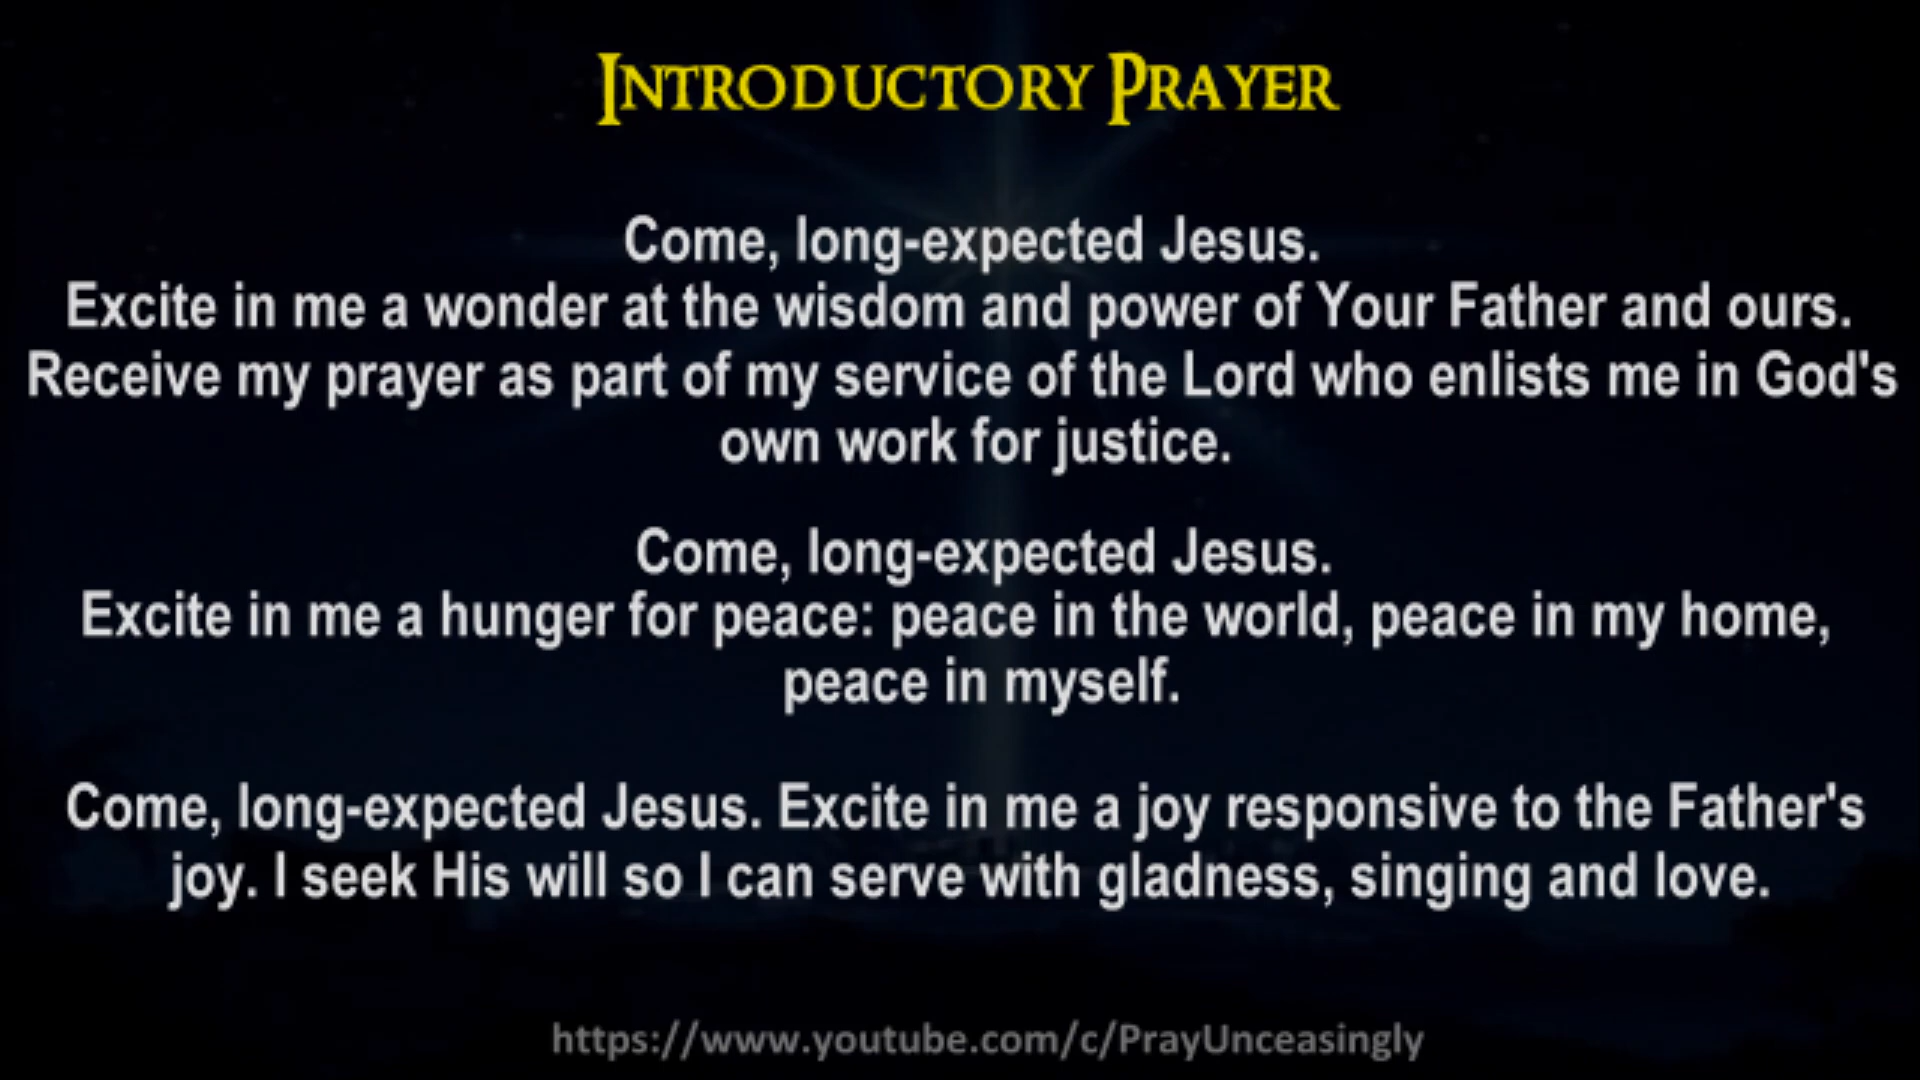 INTRODUCTORY PRAYER
Come, long-expected Jesus.
Excite in me a wonder at the wisdom and power of Your Father and ours.
Receive my prayer as part of my service of the Lord who enlists me in God's
own work for justice.
Come, long-expected Jesus.
Excite in me a hunger for peace: peace in the world, peace in my home,
peace in myself.
Come, long-expected Jesus. Excite in me a joy responsive to the Father's
joy. I seek His will so I can serve with gladness, singing and love.
https://www.youtube.com/c/PrayUnceasingly